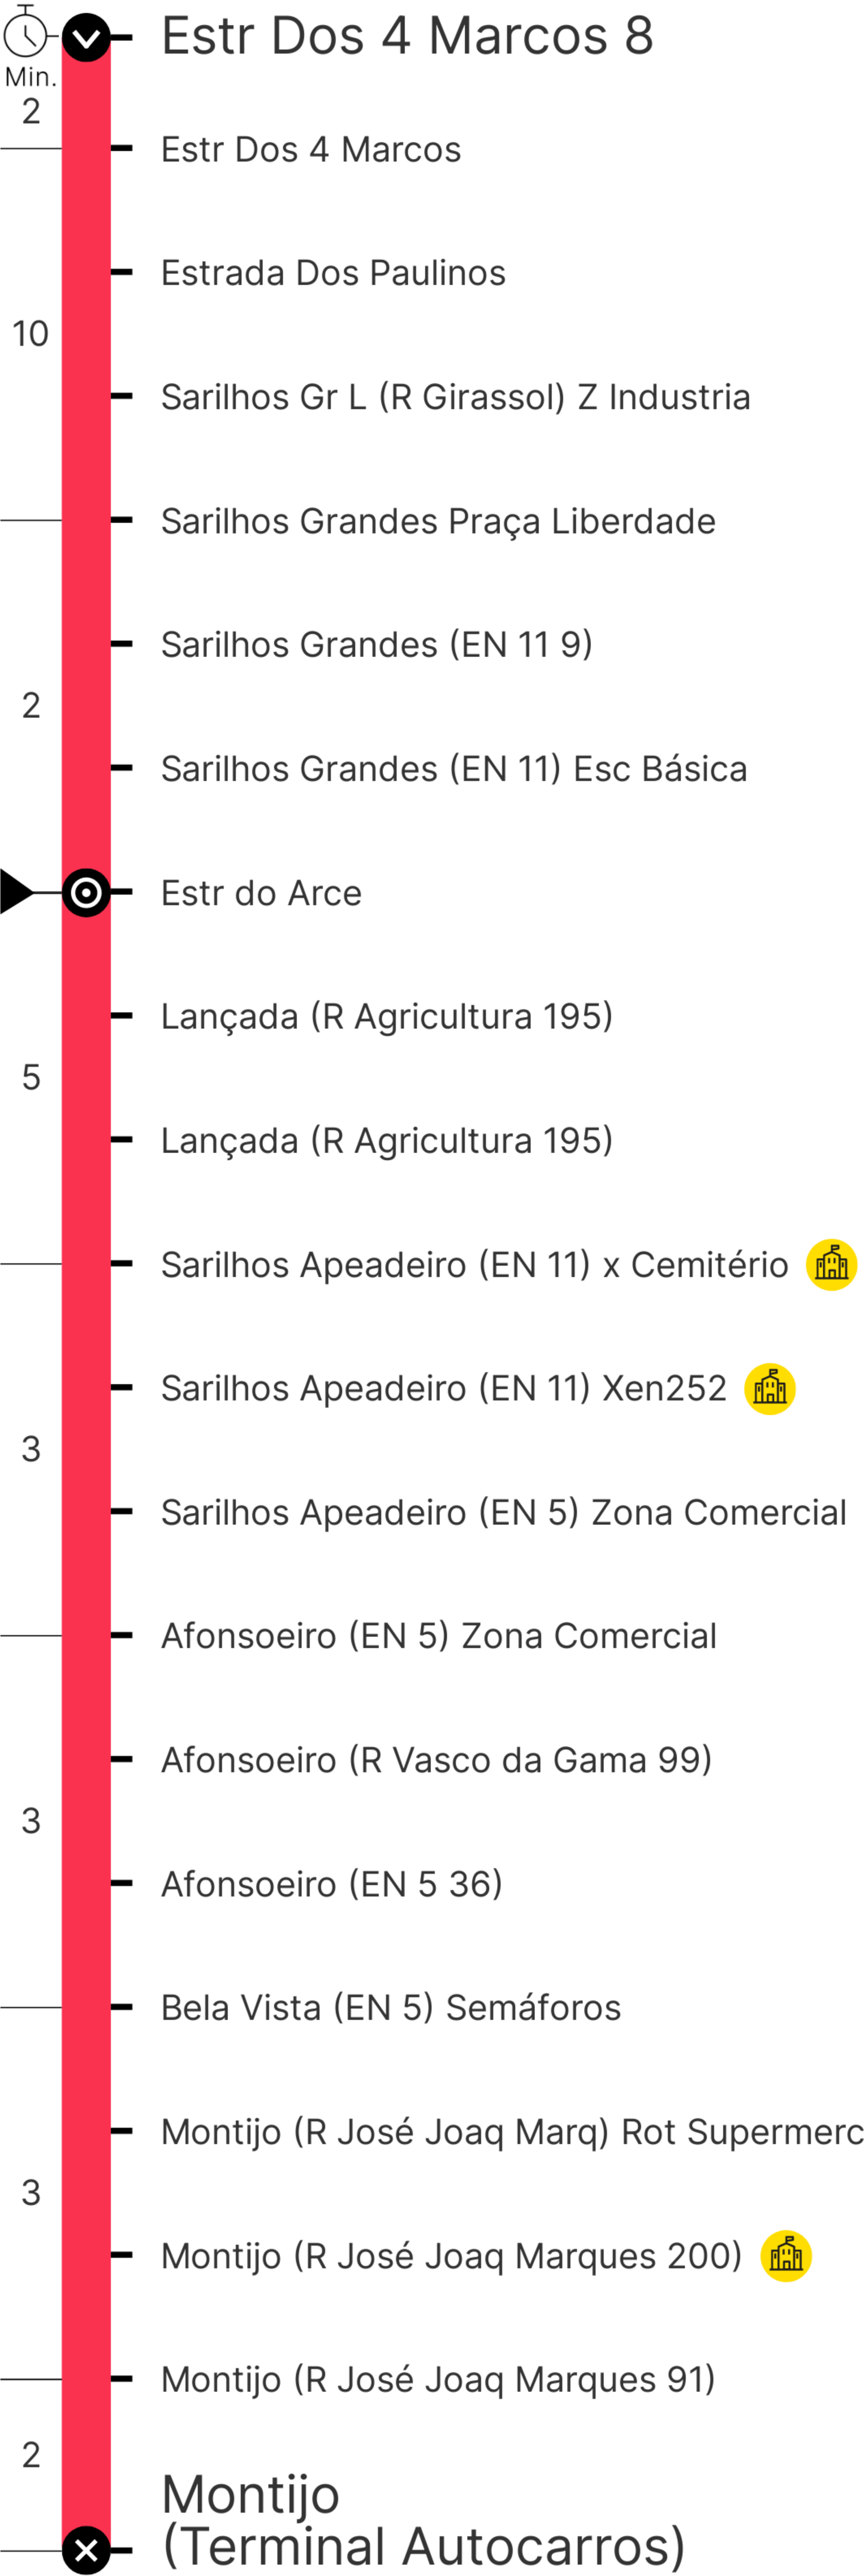 Estr Dos 4 Marcos 8
Min.
2
Estr Dos 4 Marcos
Estrada Dos Paulinos
10
Sarilhos Gr L (R Girassol) Z Industria
Sarilhos Grandes Praça Liberdade
Sarilhos Grandes (EN 11 9)
2
Sarilhos Grandes (EN 11) Esc Básica
Estr do Arce
Lançada (R Agricultura 195)
5
Lançada (R Agricultura 195)
Sarilhos Apeadeiro (EN 11) x Cemitério
Sarilhos Apeadeiro (EN 11) Xen252
3
Sarilhos Apeadeiro (EN 5) Zona Comercial
Afonsoeiro (EN 5) Zona Comercial
Afonsoeiro (R Vasco da Gama 99)
3
Afonsoeiro (EN 5 36)
Bela Vista (EN 5) Semáforos
Montijo (R José Joaq Marq) Rot Supermerc
3
Montijo (R José Joaq Marques 200)
Montijo (R José Joaq Marques 91)
2
Montijo
(Terminal Autocarros)